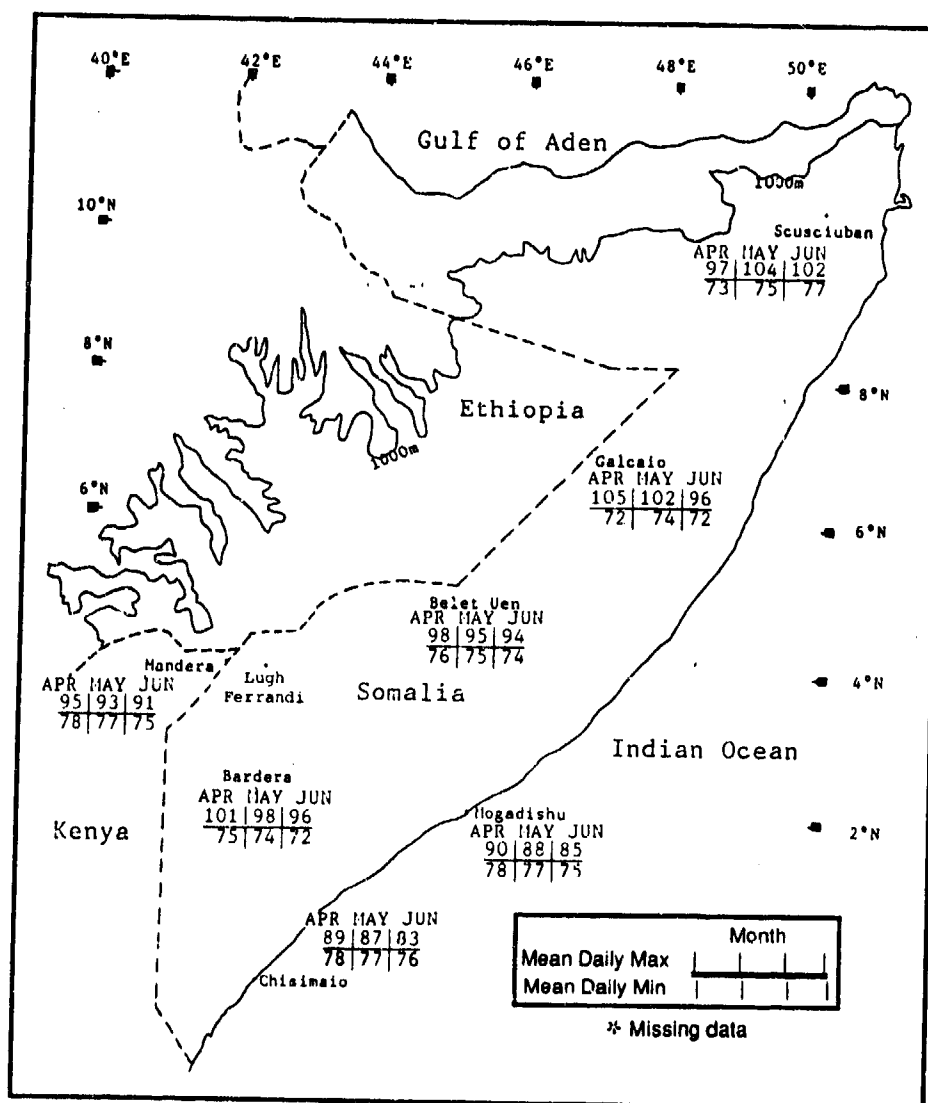 40°E 42°E 44°E 46°E 48°E 50°E
Gulf of Aden
1000m
10°N
Scusciuban
APR MAY JUN
97 104 102
73 75 77
8°N
8°N
Ethiopia
1000m
Galcaio
APR MAY JUN
105 102 96
72 74 72
6°N
6°N
Belet Uen
APR MAY JUN
98 95 94
76 75 74
Mandera
APR MAY JUN
95 93 91
78 77 75
Lugh
Ferrandi
Somalia
4°N
Indian Ocean
Bardera
APR MAY JUN
101 98 96
75 74 72
Kenya
Mogadishu
APR MAY JUN
90 88 85
78 77 75
2°N
APR MAY JUN
89 87 83
78 77 76
Chisimaio
Month
Mean Daily Max
Mean Daily Min
* Missing data